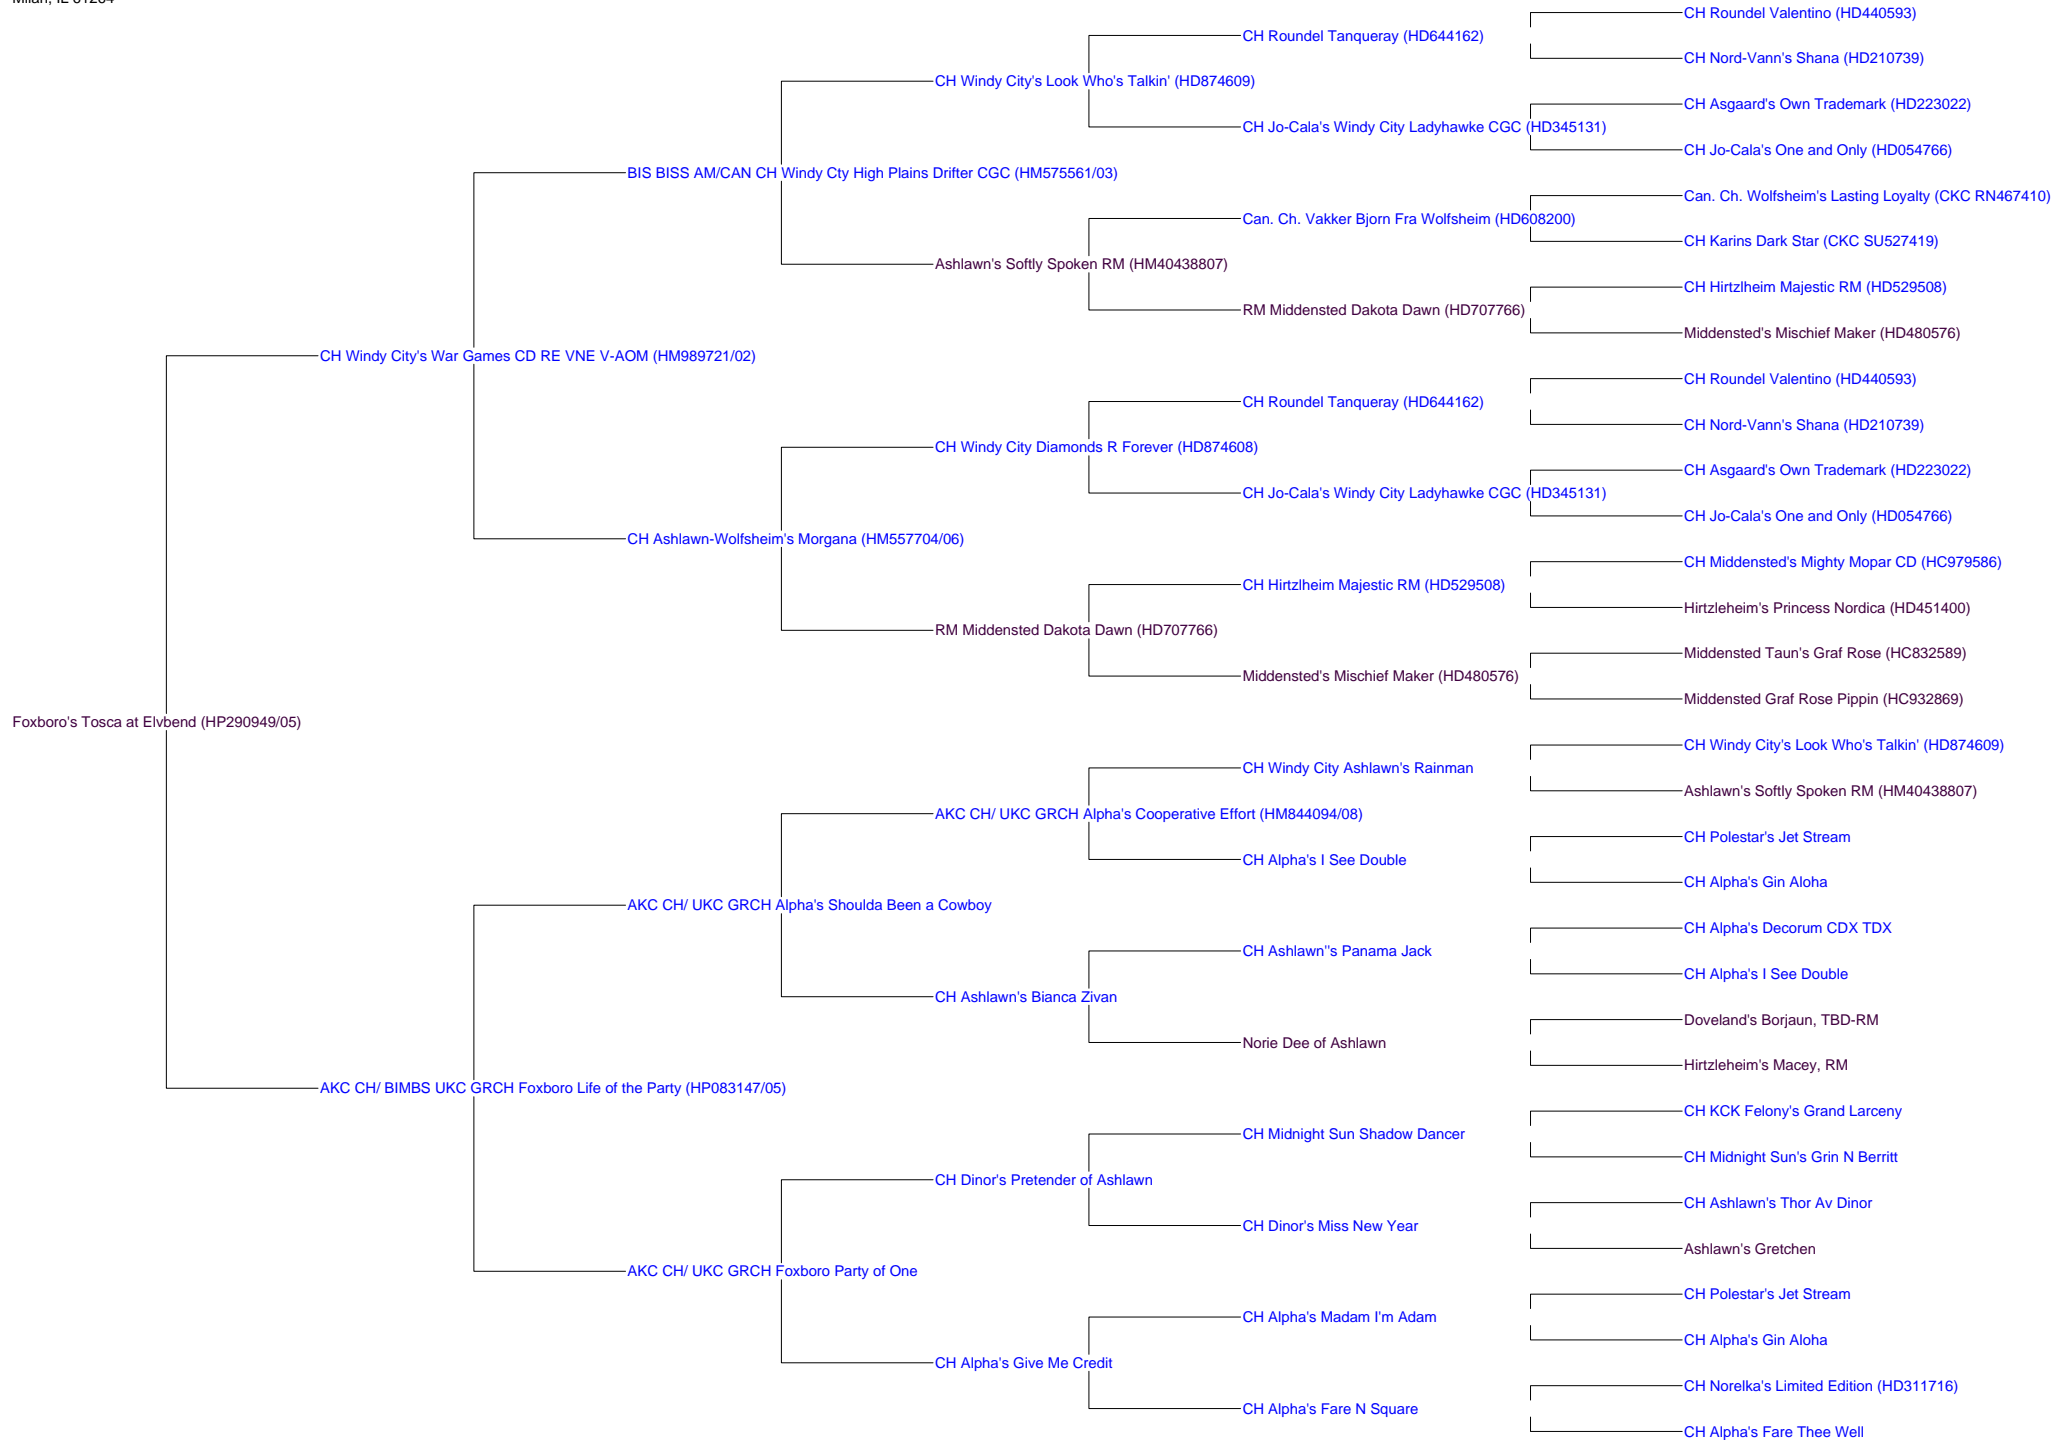 Milan, IL 61264
CH Roundel Valentino (HD440593)
CH Roundel Tanqueray (HD644162)
CH Nord-Vann's Shana (HD210739)
CH Windy City's Look Who's Talkin' (HD874609)
CH Asgaard's Own Trademark (HD223022)
CH Jo-Cala's Windy City Ladyhawke CGC (HD345131)
CH Jo-Cala's One and Only (HD054766)
BIS BISS AM/CAN CH Windy Cty High Plains Drifter CGC (HM575561/03)
Can. Ch. Wolfsheim's Lasting Loyalty (CKC RN467410)
Can. Ch. Vakker Bjorn Fra Wolfsheim (HD608200)
CH Karins Dark Star (CKC SU527419)
Ashlawn's Softly Spoken RM (HM40438807)
CH Hirtzlheim Majestic RM (HD529508)
RM Middensted Dakota Dawn (HD707766)
Middensted's Mischief Maker (HD480576)
CH Windy City's War Games CD RE VNE V-AOM (HM989721/02)
CH Roundel Valentino (HD440593)
CH Roundel Tanqueray (HD644162)
CH Nord-Vann's Shana (HD210739)
CH Windy City Diamonds R Forever (HD874608)
CH Asgaard's Own Trademark (HD223022)
CH Jo-Cala's Windy City Ladyhawke CGC (HD345131)
CH Jo-Cala's One and Only (HD054766)
CH Ashlawn-Wolfsheim's Morgana (HM557704/06)
CH Middensted's Mighty Mopar CD (HC979586)
CH Hirtzlheim Majestic RM (HD529508)
Hirtzleheim's Princess Nordica (HD451400)
RM Middensted Dakota Dawn (HD707766)
Middensted Taun's Graf Rose (HC832589)
Middensted's Mischief Maker (HD480576)
Middensted Graf Rose Pippin (HC932869)
Foxboro's Tosca at Elvbend (HP290949/05)
CH Windy City's Look Who's Talkin' (HD874609)
CH Windy City Ashlawn's Rainman
Ashlawn's Softly Spoken RM (HM40438807)
AKC CH/ UKC GRCH Alpha's Cooperative Effort (HM844094/08)
CH Polestar's Jet Stream
CH Alpha's I See Double
CH Alpha's Gin Aloha
AKC CH/ UKC GRCH Alpha's Shoulda Been a Cowboy
CH Alpha's Decorum CDX TDX
CH Ashlawn"s Panama Jack
CH Alpha's I See Double
CH Ashlawn's Bianca Zivan
Doveland's Borjaun, TBD-RM
Norie Dee of Ashlawn
Hirtzleheim's Macey, RM
AKC CH/ BIMBS UKC GRCH Foxboro Life of the Party (HP083147/05)
CH KCK Felony's Grand Larceny
CH Midnight Sun Shadow Dancer
CH Midnight Sun's Grin N Berritt
CH Dinor's Pretender of Ashlawn
CH Ashlawn's Thor Av Dinor
CH Dinor's Miss New Year
Ashlawn's Gretchen
AKC CH/ UKC GRCH Foxboro Party of One
CH Polestar's Jet Stream
CH Alpha's Madam I'm Adam
CH Alpha's Gin Aloha
CH Alpha's Give Me Credit
CH Norelka's Limited Edition (HD311716)
CH Alpha's Fare N Square
CH Alpha's Fare Thee Well